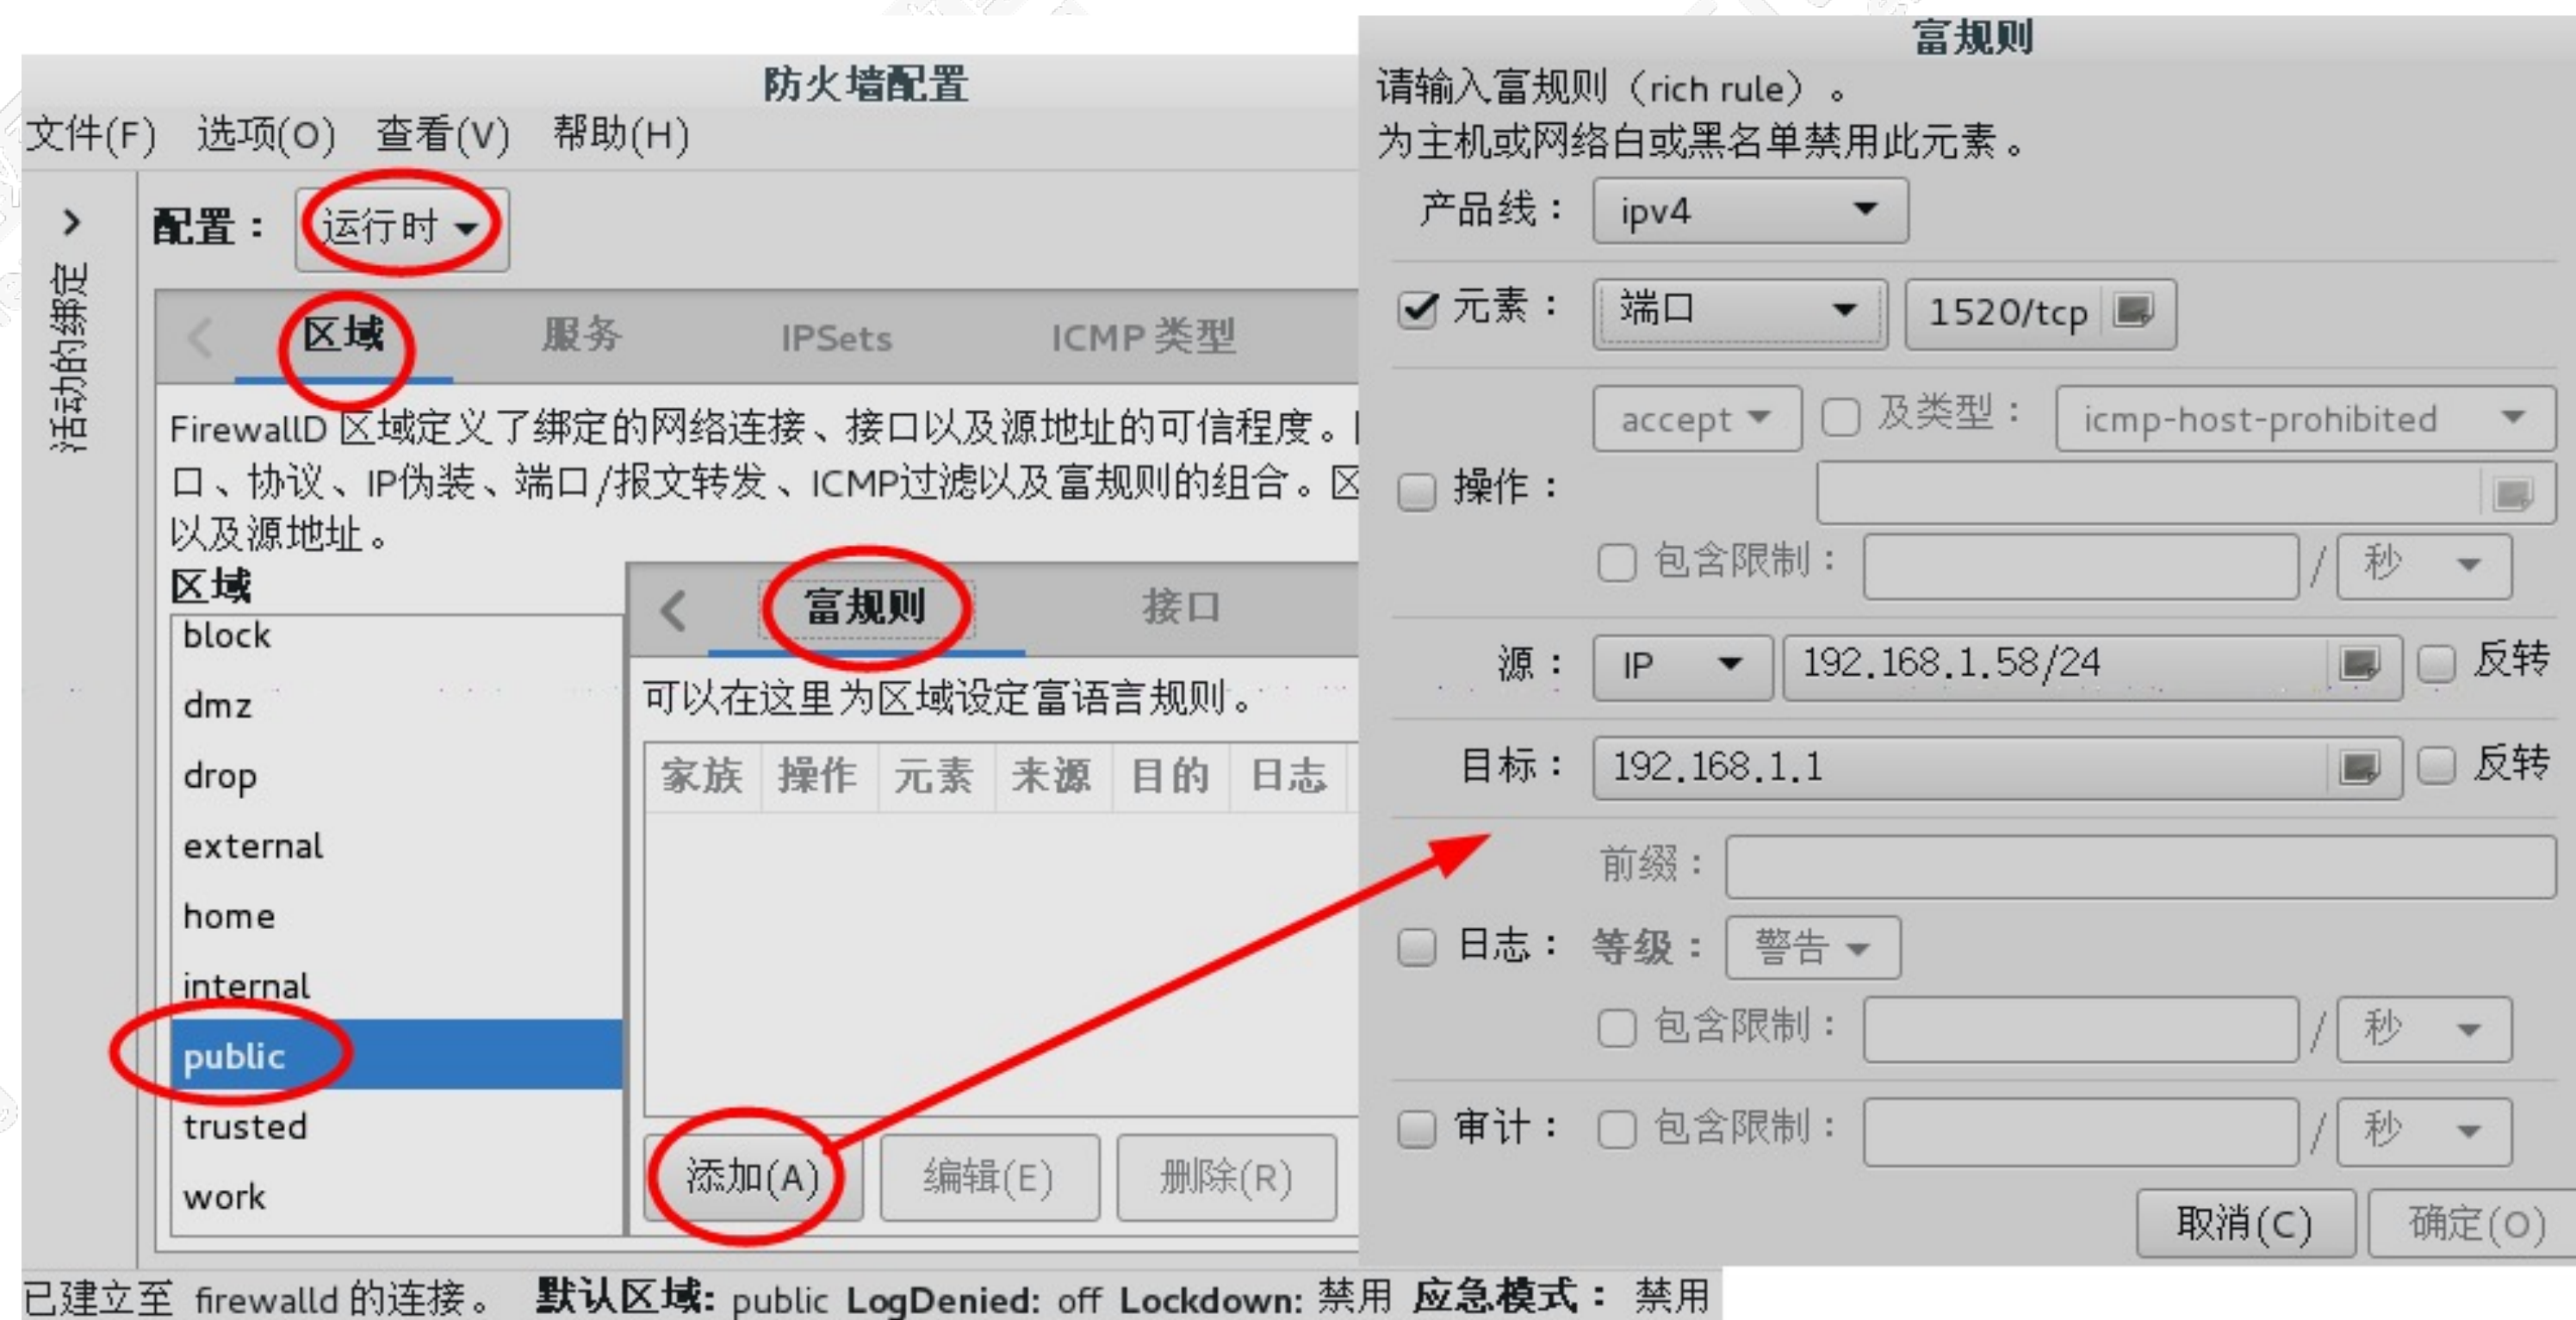 防火墙配置
文件(F) 选项(O) 查看(V) 帮助(H)
活动的绑定
配置： 运行时
区域 服务 IPSets ICMP 类型
FirewallD 区域定义了绑定的网络连接、接口以及源地址的可信程度。
口、协议、IP伪装、端口/报文转发、ICMP过滤以及富规则的组合。区
以及源地址。
区域
block
dmz
drop
external
home
internal
public
trusted
work
富规则 接口
可以在这里为区域设定富语言规则。
家族 操作 元素 来源 目的 日志
添加(A) 编辑(E) 删除(R)
已建立至 firewalld 的连接。 默认区域: public LogDenied: off Lockdown: 禁用 应急模式： 禁用
富规则
请输入富规则（rich rule）。
为主机或网络白或黑名单禁用此元素。
产品线： ipv4
元素： 端口 1520/tcp
accept 及类型： icmp-host-prohibited
操作：
包含限制： / 秒
源： IP 192.168.1.58/24 反转
目标： 192.168.1.1 反转
前缀：
日志： 等级： 警告
包含限制： / 秒
审计： 包含限制： / 秒
取消(C) 确定(O)